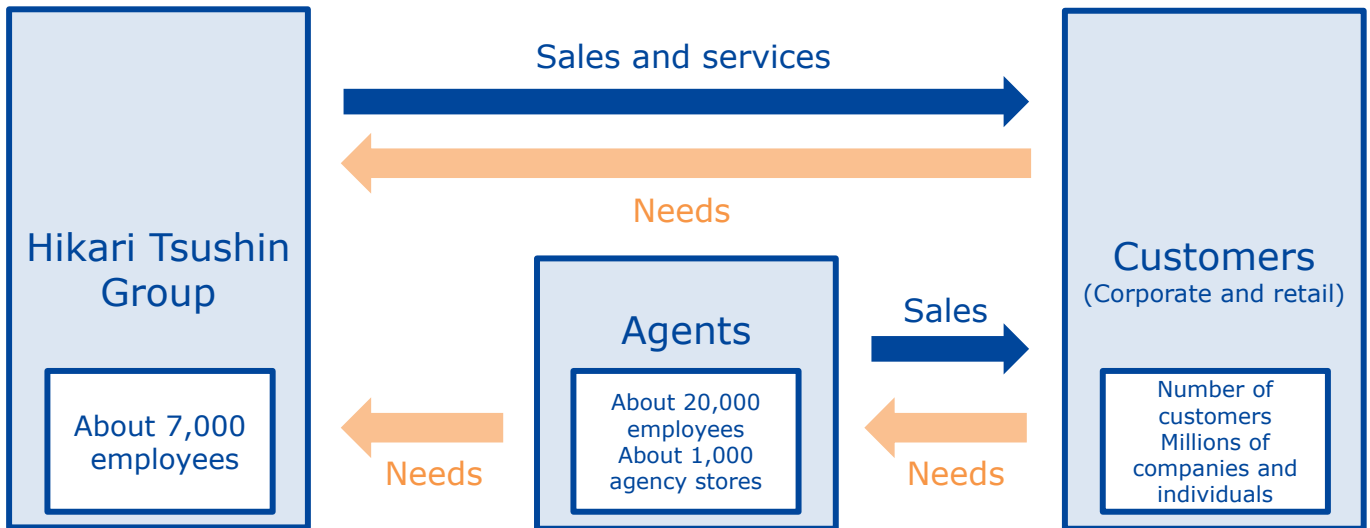 Sales and services
Needs
Hikari Tsushin
Group
About 7,000
employees
Needs
Agents
About 20,000
employees
About 1,000
agency stores
Sales
Needs
Customers
(Corporate and retail)
Number of
customers
Millions of
companies and
individuals